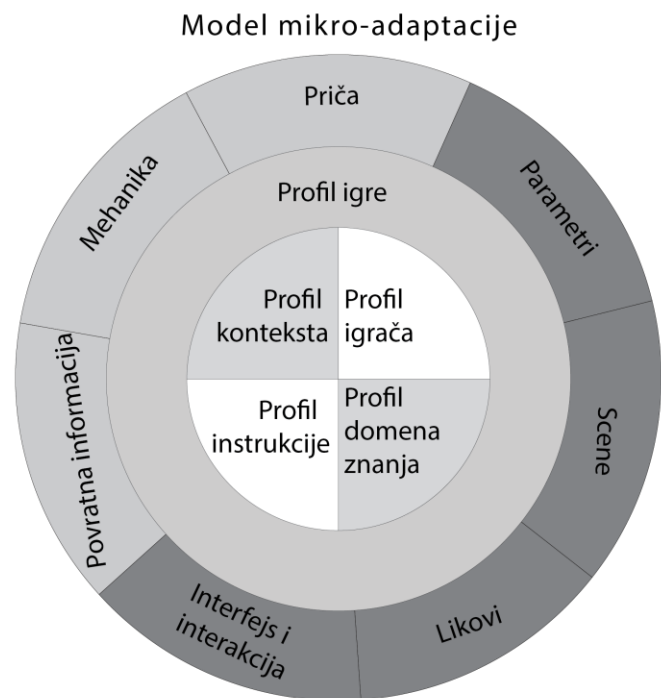 Model mikro-adaptacije
Priča
Parametri
Scene
Likovi
Interfejs i
interakcija
Povratna informacija
Mehanika
Profil igre
Profil
konteksta
Profil
igrača
Profil
instrukcije
Profil
domena
znanja